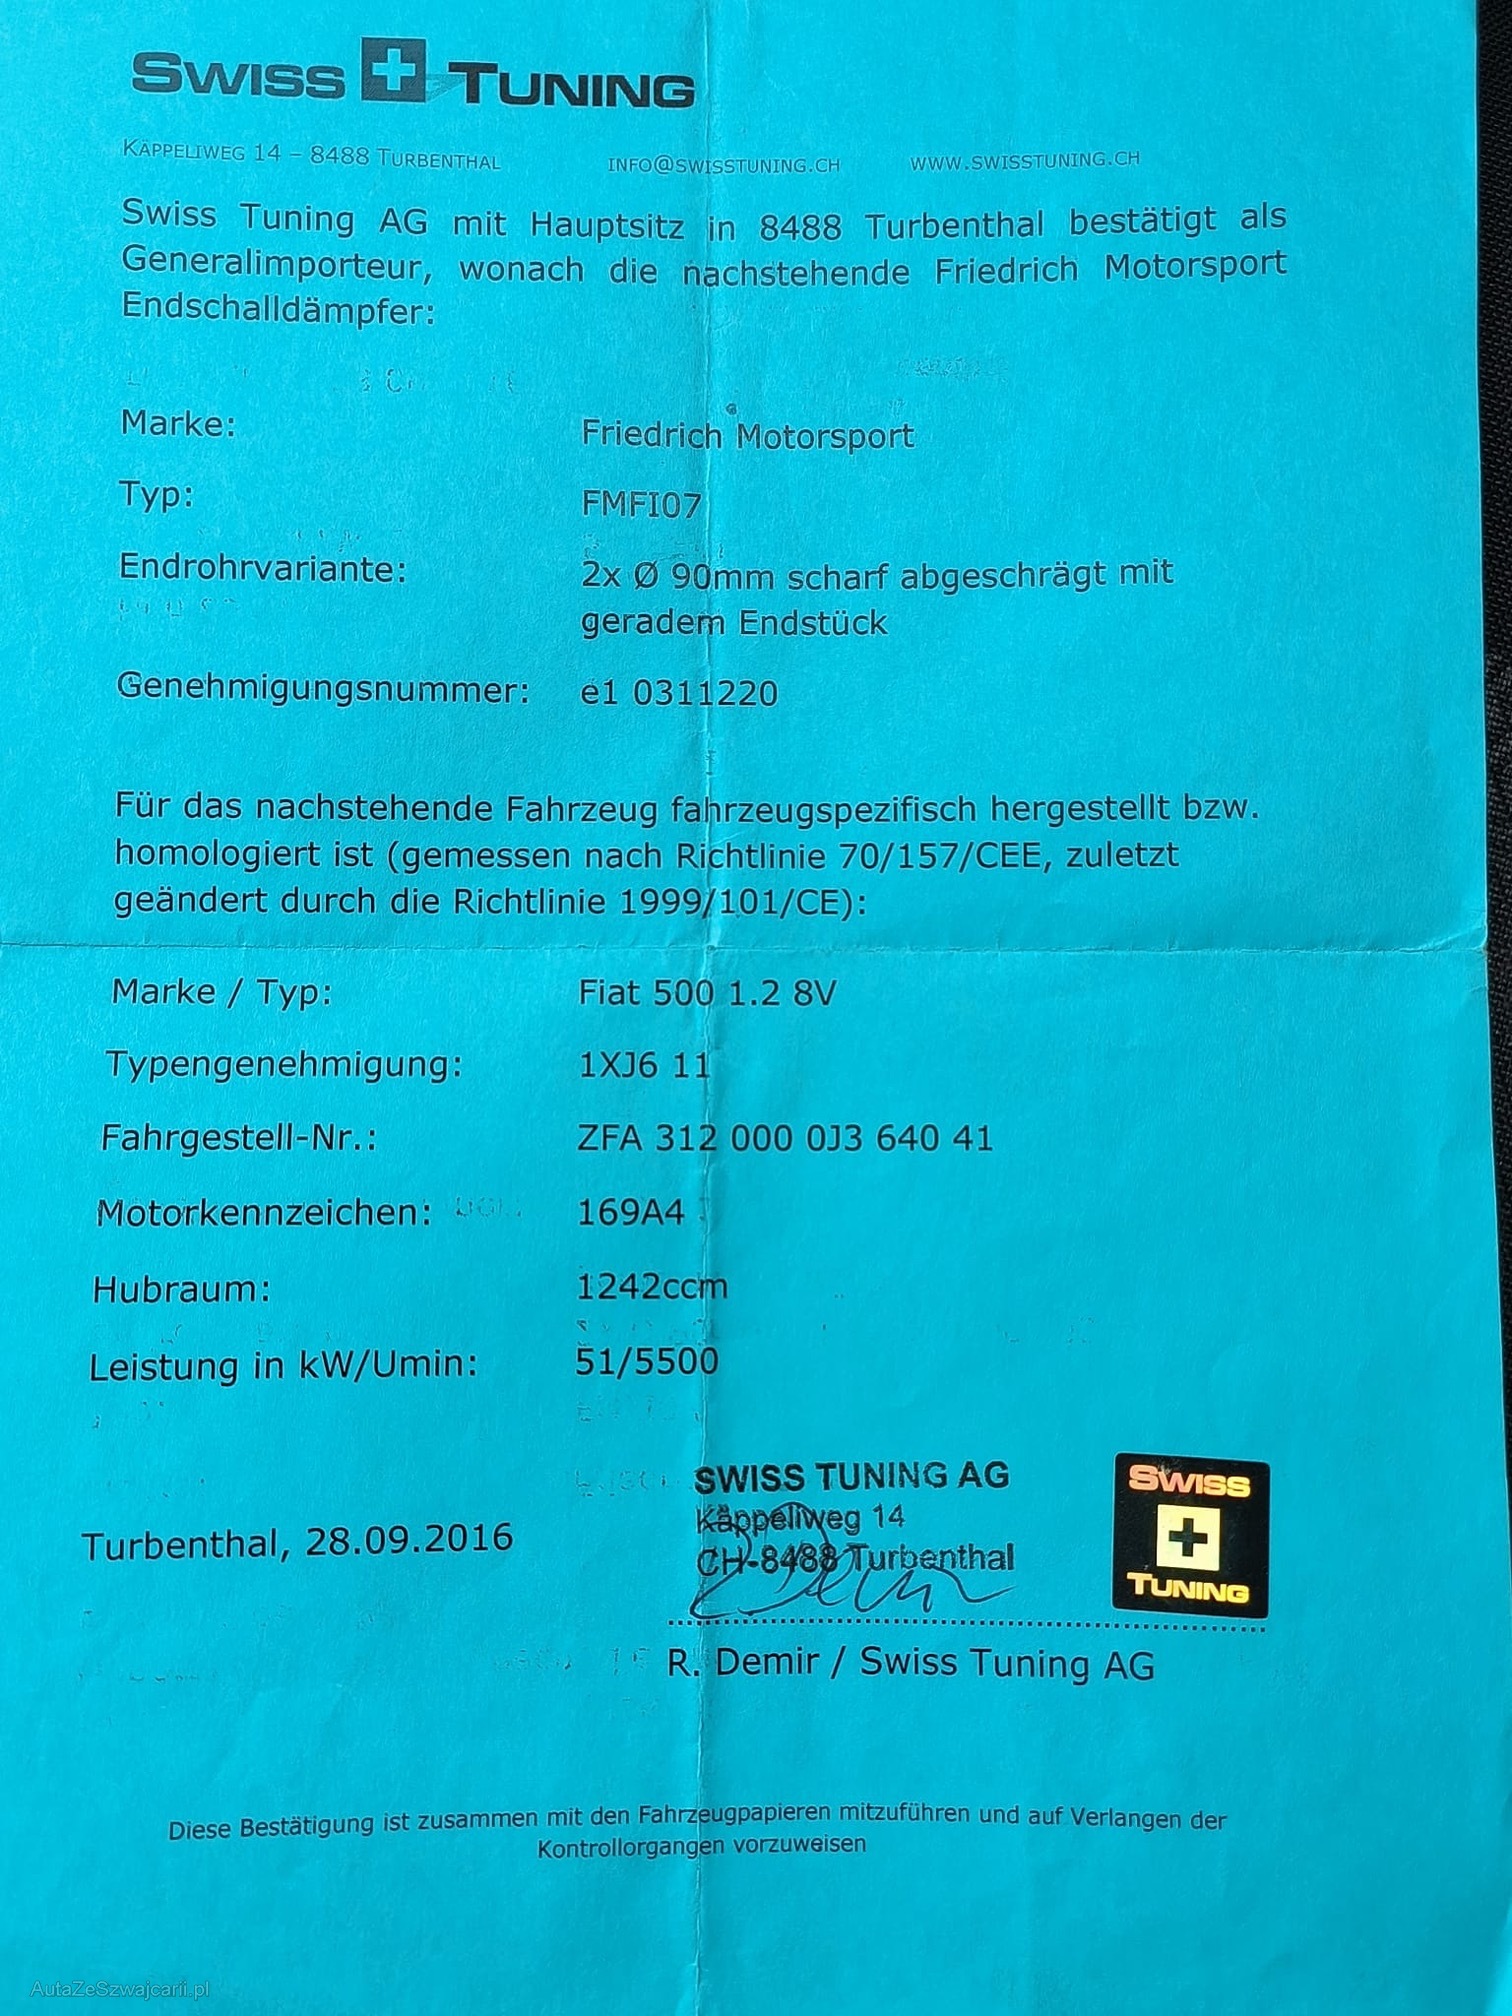 SWISS + TUNING
KÄPPELIWEG 14 – 8488 TURBENTHAL INFO@SWISSTUNING.CH WWW.SWISSTUNING.CH
Swiss Tuning AG mit Hauptsitz in 8488 Turbenthal bestätigt als
Generalimporteur, wonach die nachstehende Friedrich Motorsport
Endschalldämpfer:
Marke: Friedrich Motorsport
Typ: FMFI07
Endrohrvariante: 2x Ø 90mm scharf abgeschrägt mit
geradem Endstück
Genehmigungsnummer: e1 0311220
Für das nachstehende Fahrzeug fahrzeugspezifisch hergestellt bzw.
homologiert ist (gemessen nach Richtlinie 70/157/CEE, zuletzt
geändert durch die Richtlinie 1999/101/CE):
Marke / Typ: Fiat 500 1.2 8V
Typengenehmigung: 1XJ6 11
Fahrgestell-Nr.: ZFA 312 000 0J3 640 41
Motorkennzeichen: 169A4
Hubraum: 1242ccm
Leistung in kW/Umin: 51/5500
SWISS TUNING AG
Käppeliweg 14
CH-8488 Turbenthal
Turbenthal, 28.09.2016
SWISS
TUNING
R. Demir / Swiss Tuning AG
Diese Bestätigung ist zusammen mit den Fahrzeugpapieren mitzuführen und auf Verlangen der
Kontrollorgangen vorzuweisen
AutaZeSzwajcarii.pl